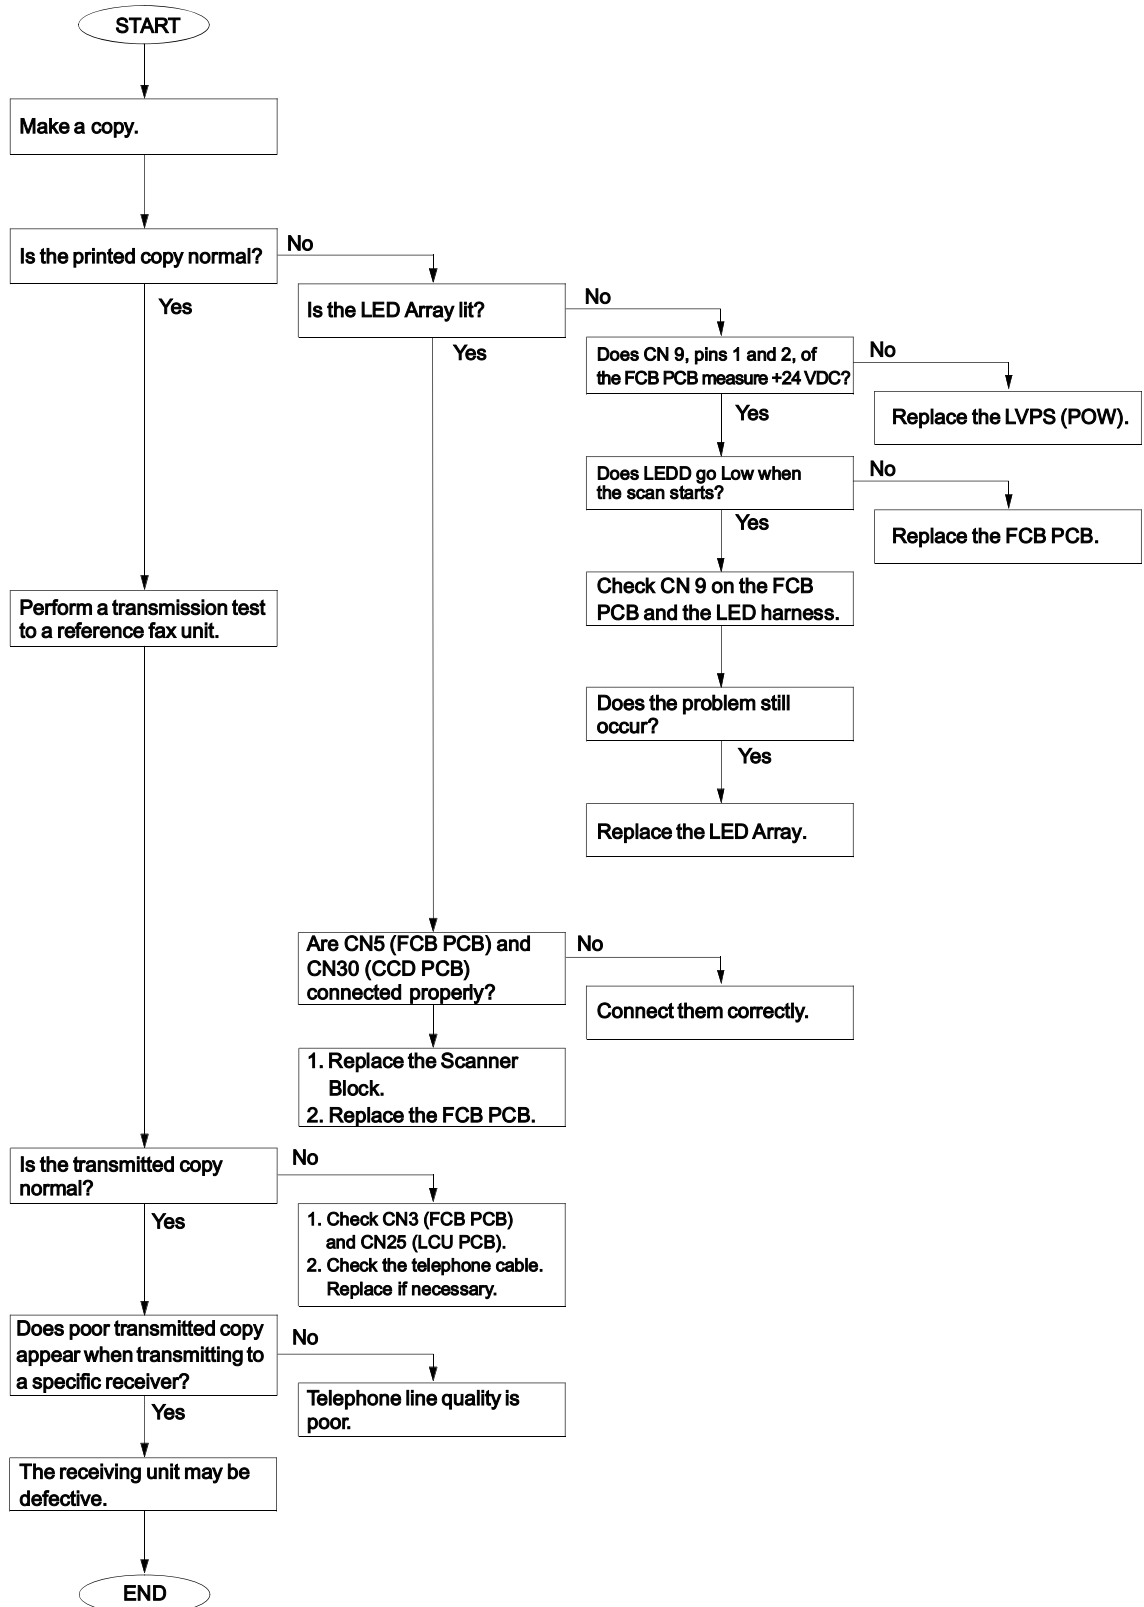 START
Make a copy.
Is the printed copy normal?
No
Yes
Is the LED Array lit?
No
Yes
Does CN 9, pins 1 and 2, of
the FCB PCB measure +24 VDC?
No
Yes
Replace the LVPS (POW).
Does LEDD go Low when
the scan starts?
No
Yes
Replace the FCB PCB.
Check CN 9 on the FCB
PCB and the LED harness.
Does the problem still
occur?
Yes
Replace the LED Array.
Perform a transmission test
to a reference fax unit.
Are CN5 (FCB PCB) and
CN30 (CCD PCB)
connected properly?
No
Connect them correctly.
1. Replace the Scanner
Block.
2. Replace the FCB PCB.
Is the transmitted copy
normal?
No
Yes
1. Check CN3 (FCB PCB)
and CN25 (LCU PCB).
2. Check the telephone cable.
Replace if necessary.
Does poor transmitted copy
appear when transmitting to
a specific receiver?
No
Yes
Telephone line quality is
poor.
The receiving unit may be
defective.
END